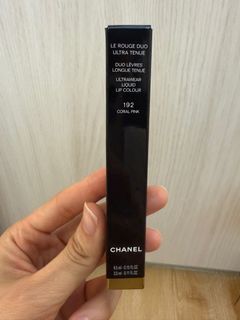 LE ROUGE DUO
ULTRA TENUE
DUO LÈVRES
LONGUE TENUE
ULTRAWEAR
LIQUID
LIP COLOUR
192
CORAL PINK
CHANEL